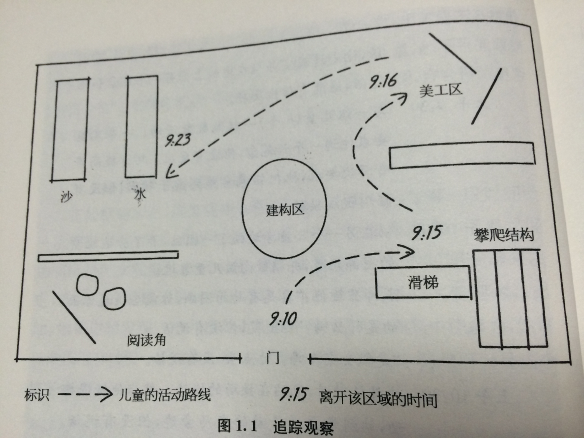 9:16
美工区
9:23
沙
水
建构区
9:15
攀爬结构
滑梯
9:10
阅读角
门
标识 儿童的活动路线 9:15 离开该区域的时间
图 1.1 追踪观察